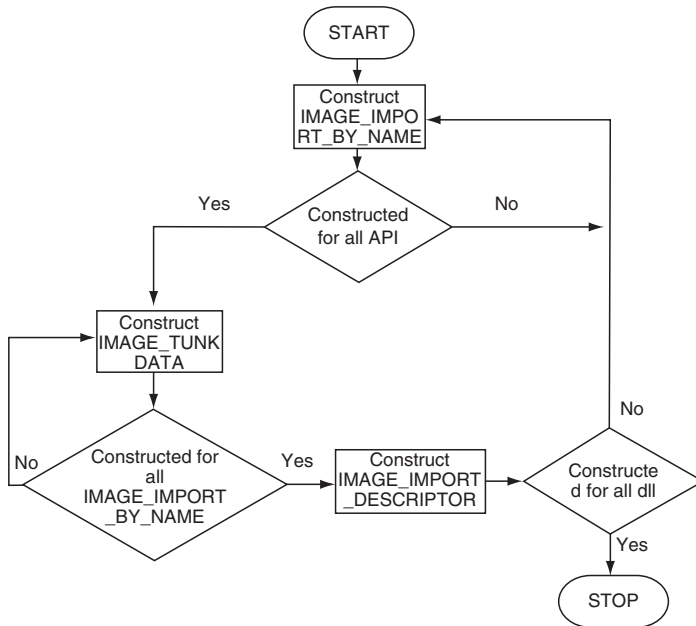 START
Construct
IMAGE_IMPO
RT_BY_NAME
Yes
Constructed
for all API
No
Construct
IMAGE_TUNK
DATA
No
Constructed for
all
IMAGE_IMPORT
_BY_NAME
Yes
Construct
IMAGE_IMPORT
_DESCRIPTOR
No
Constructe
d for all dll
Yes
STOP